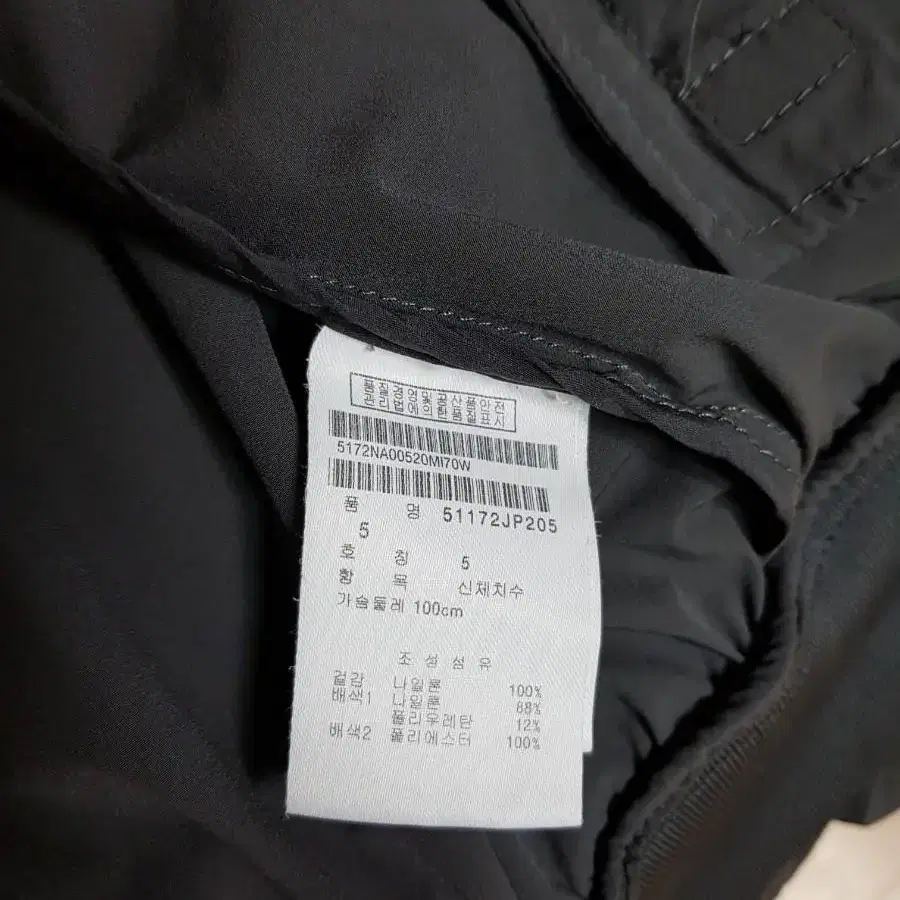 품질경영및공산품안전
관리법에의한품질표시
5172NA00520MI70W
품 명 51172JP205
5
호 칭 5
항 목 신체치수
가슴둘레 100cm
조성섬유
겉감 나일론 100%
배색1 나일론 88%
폴리우레탄 12%
배색2 폴리에스터 100%